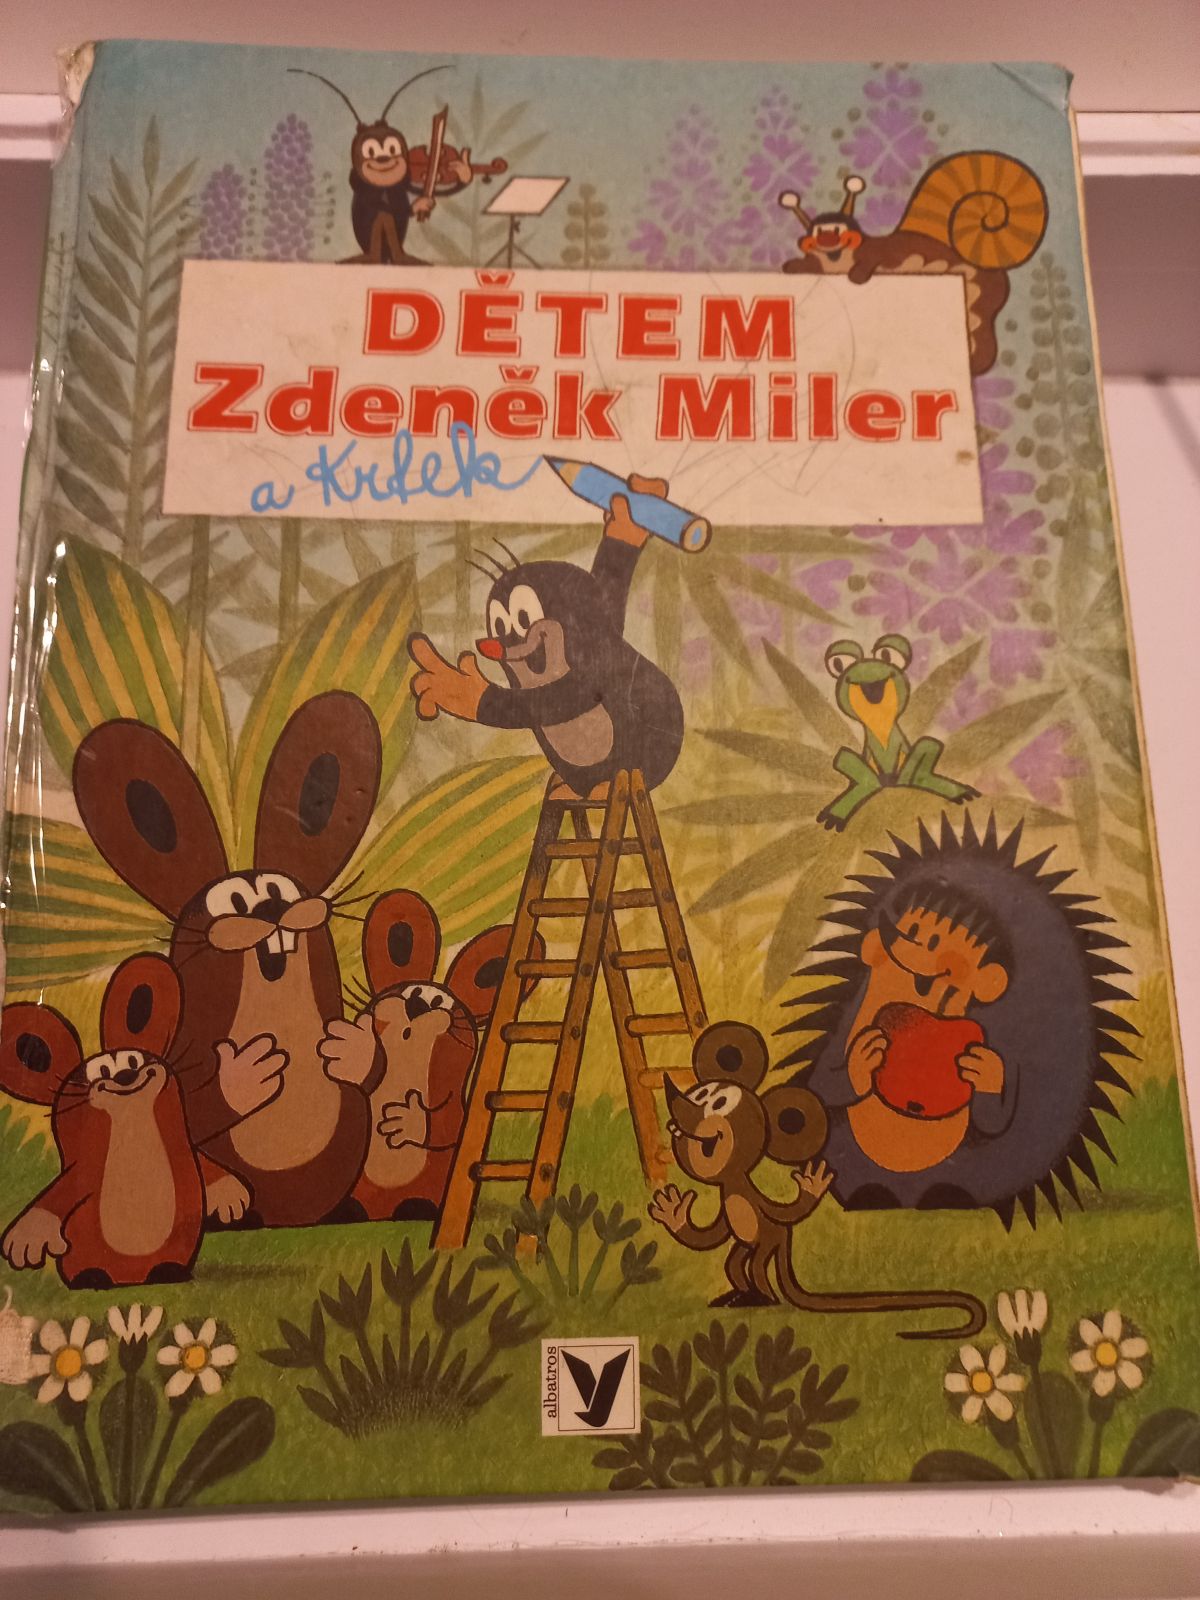 DĚTEM
Zdeněk Miler
a Krtek
albatros